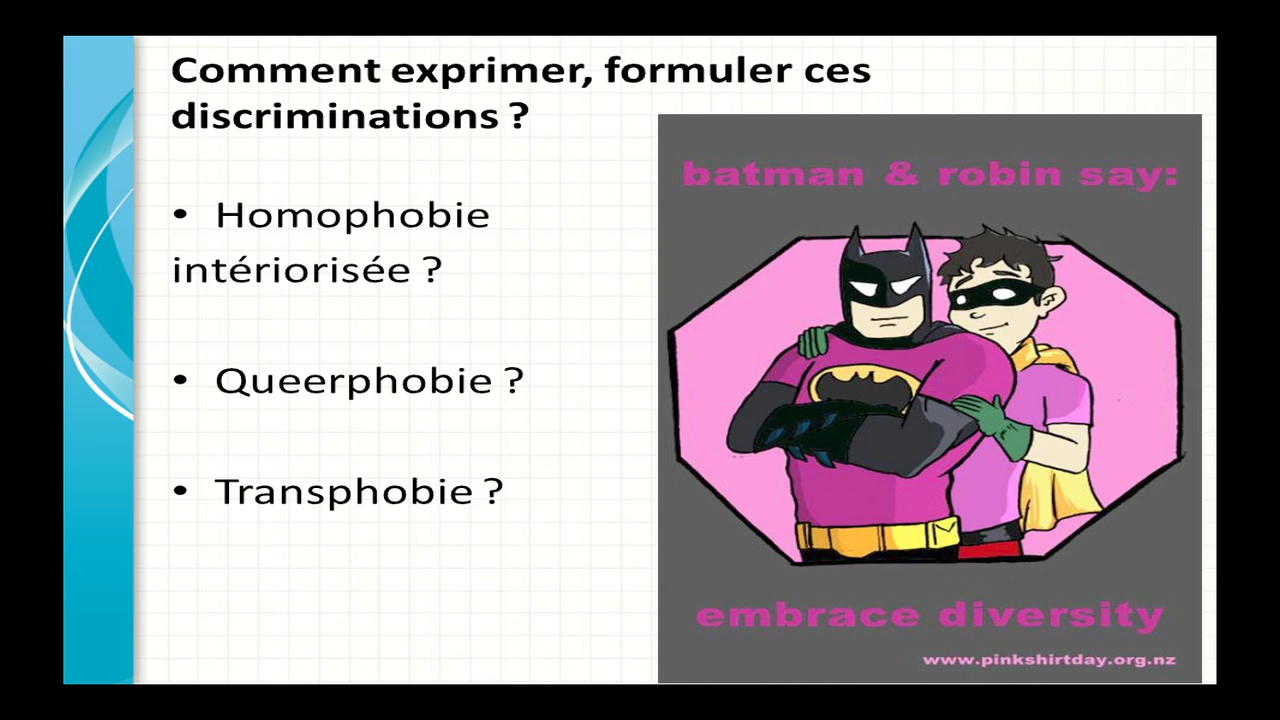 Comment exprimer, formuler ces
discriminations ?
• Homophobie
intériorisée ?
• Queerphobie ?
• Transphobie ?
batman & robin say:
embrace diversity
www.pinkshirtday.org.nz